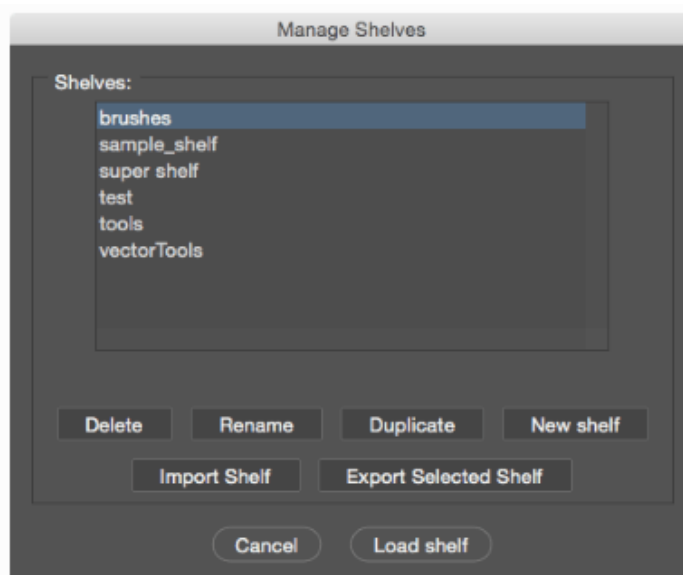 Manage Shelves
Shelves:
brushes
sample_shelf
super shelf
test
tools
vectorTools
Delete Rename Duplicate New shelf
Import Shelf Export Selected Shelf
Cancel Load shelf